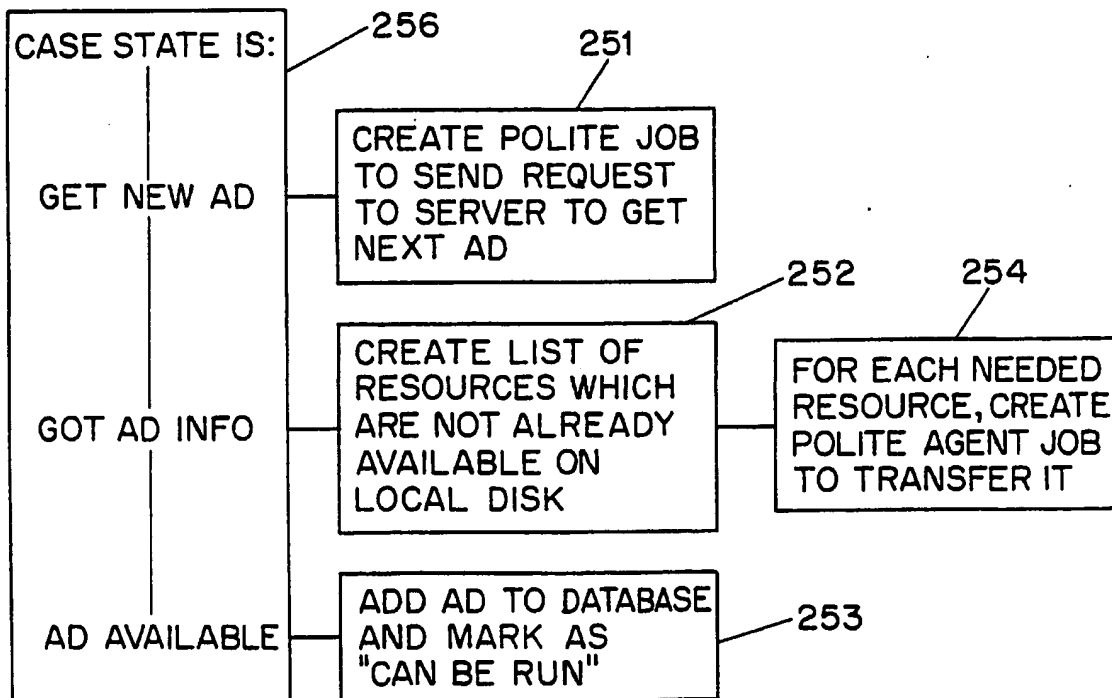 CASE STATE IS:
256
251
CREATE POLITE JOB
TO SEND REQUEST
TO SERVER TO GET
NEXT AD
GET NEW AD
252
254
CREATE LIST OF
RESOURCES WHICH
ARE NOT ALREADY
AVAILABLE ON
LOCAL DISK
FOR EACH NEEDED
RESOURCE, CREATE
POLITE AGENT JOB
TO TRANSFER IT
GOT AD INFO
ADD AD TO DATABASE
AND MARK AS
"CAN BE RUN"
253
AD AVAILABLE